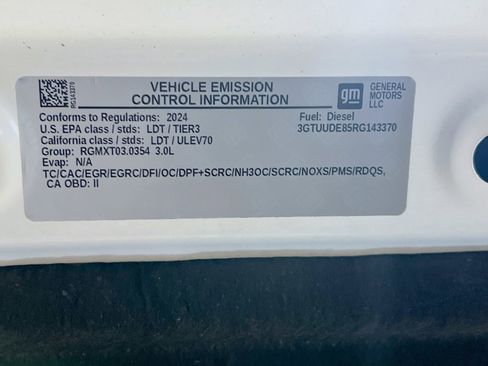 RG143370
VEHICLE EMISSION
CONTROL INFORMATION
gm
GENERAL
MOTORS
LLC
Conforms to Regulations: 2024
Fuel: Diesel
U.S. EPA class / stds: LDT / TIER3
3GTUUDE85RG143370
California class / stds: LDT / ULEV70
Group: RGMXT03.0354 3.0L
Evap: N/A
TC/CAC/EGR/EGRC/DFI/OC/DPF+SCRC/NH3OC/SCRC/NOXS/PMS/RDQS,
CA OBD: II